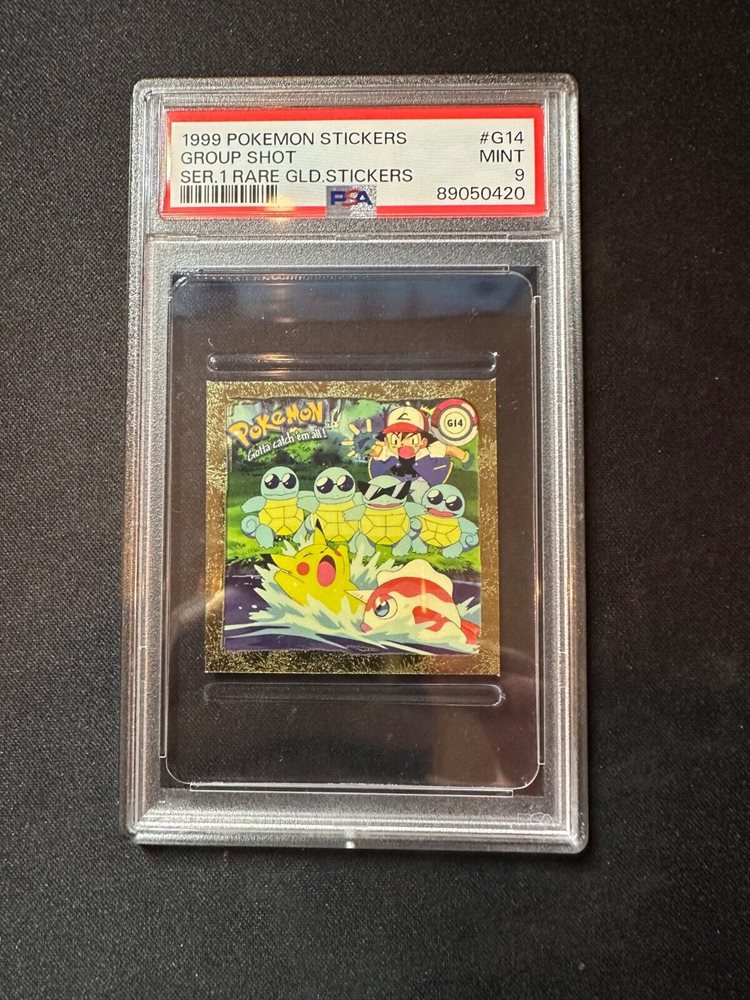 1999 POKEMON STICKERS #G14
GROUP SHOT MINT
SER.1 RARE GLD.STICKERS 9
PSA 89050420
POKéMON
Gotta catch 'em all!
G14